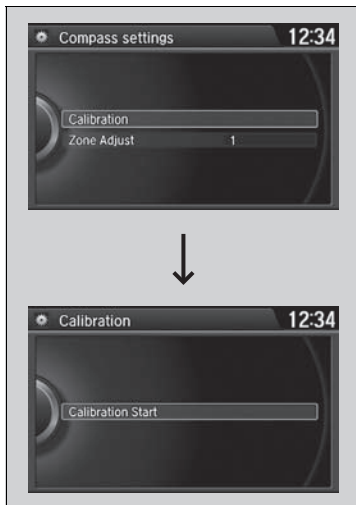 Compass settings 12:34
Calibration
Zone Adjust 1
Calibration 12:34
Calibration Start